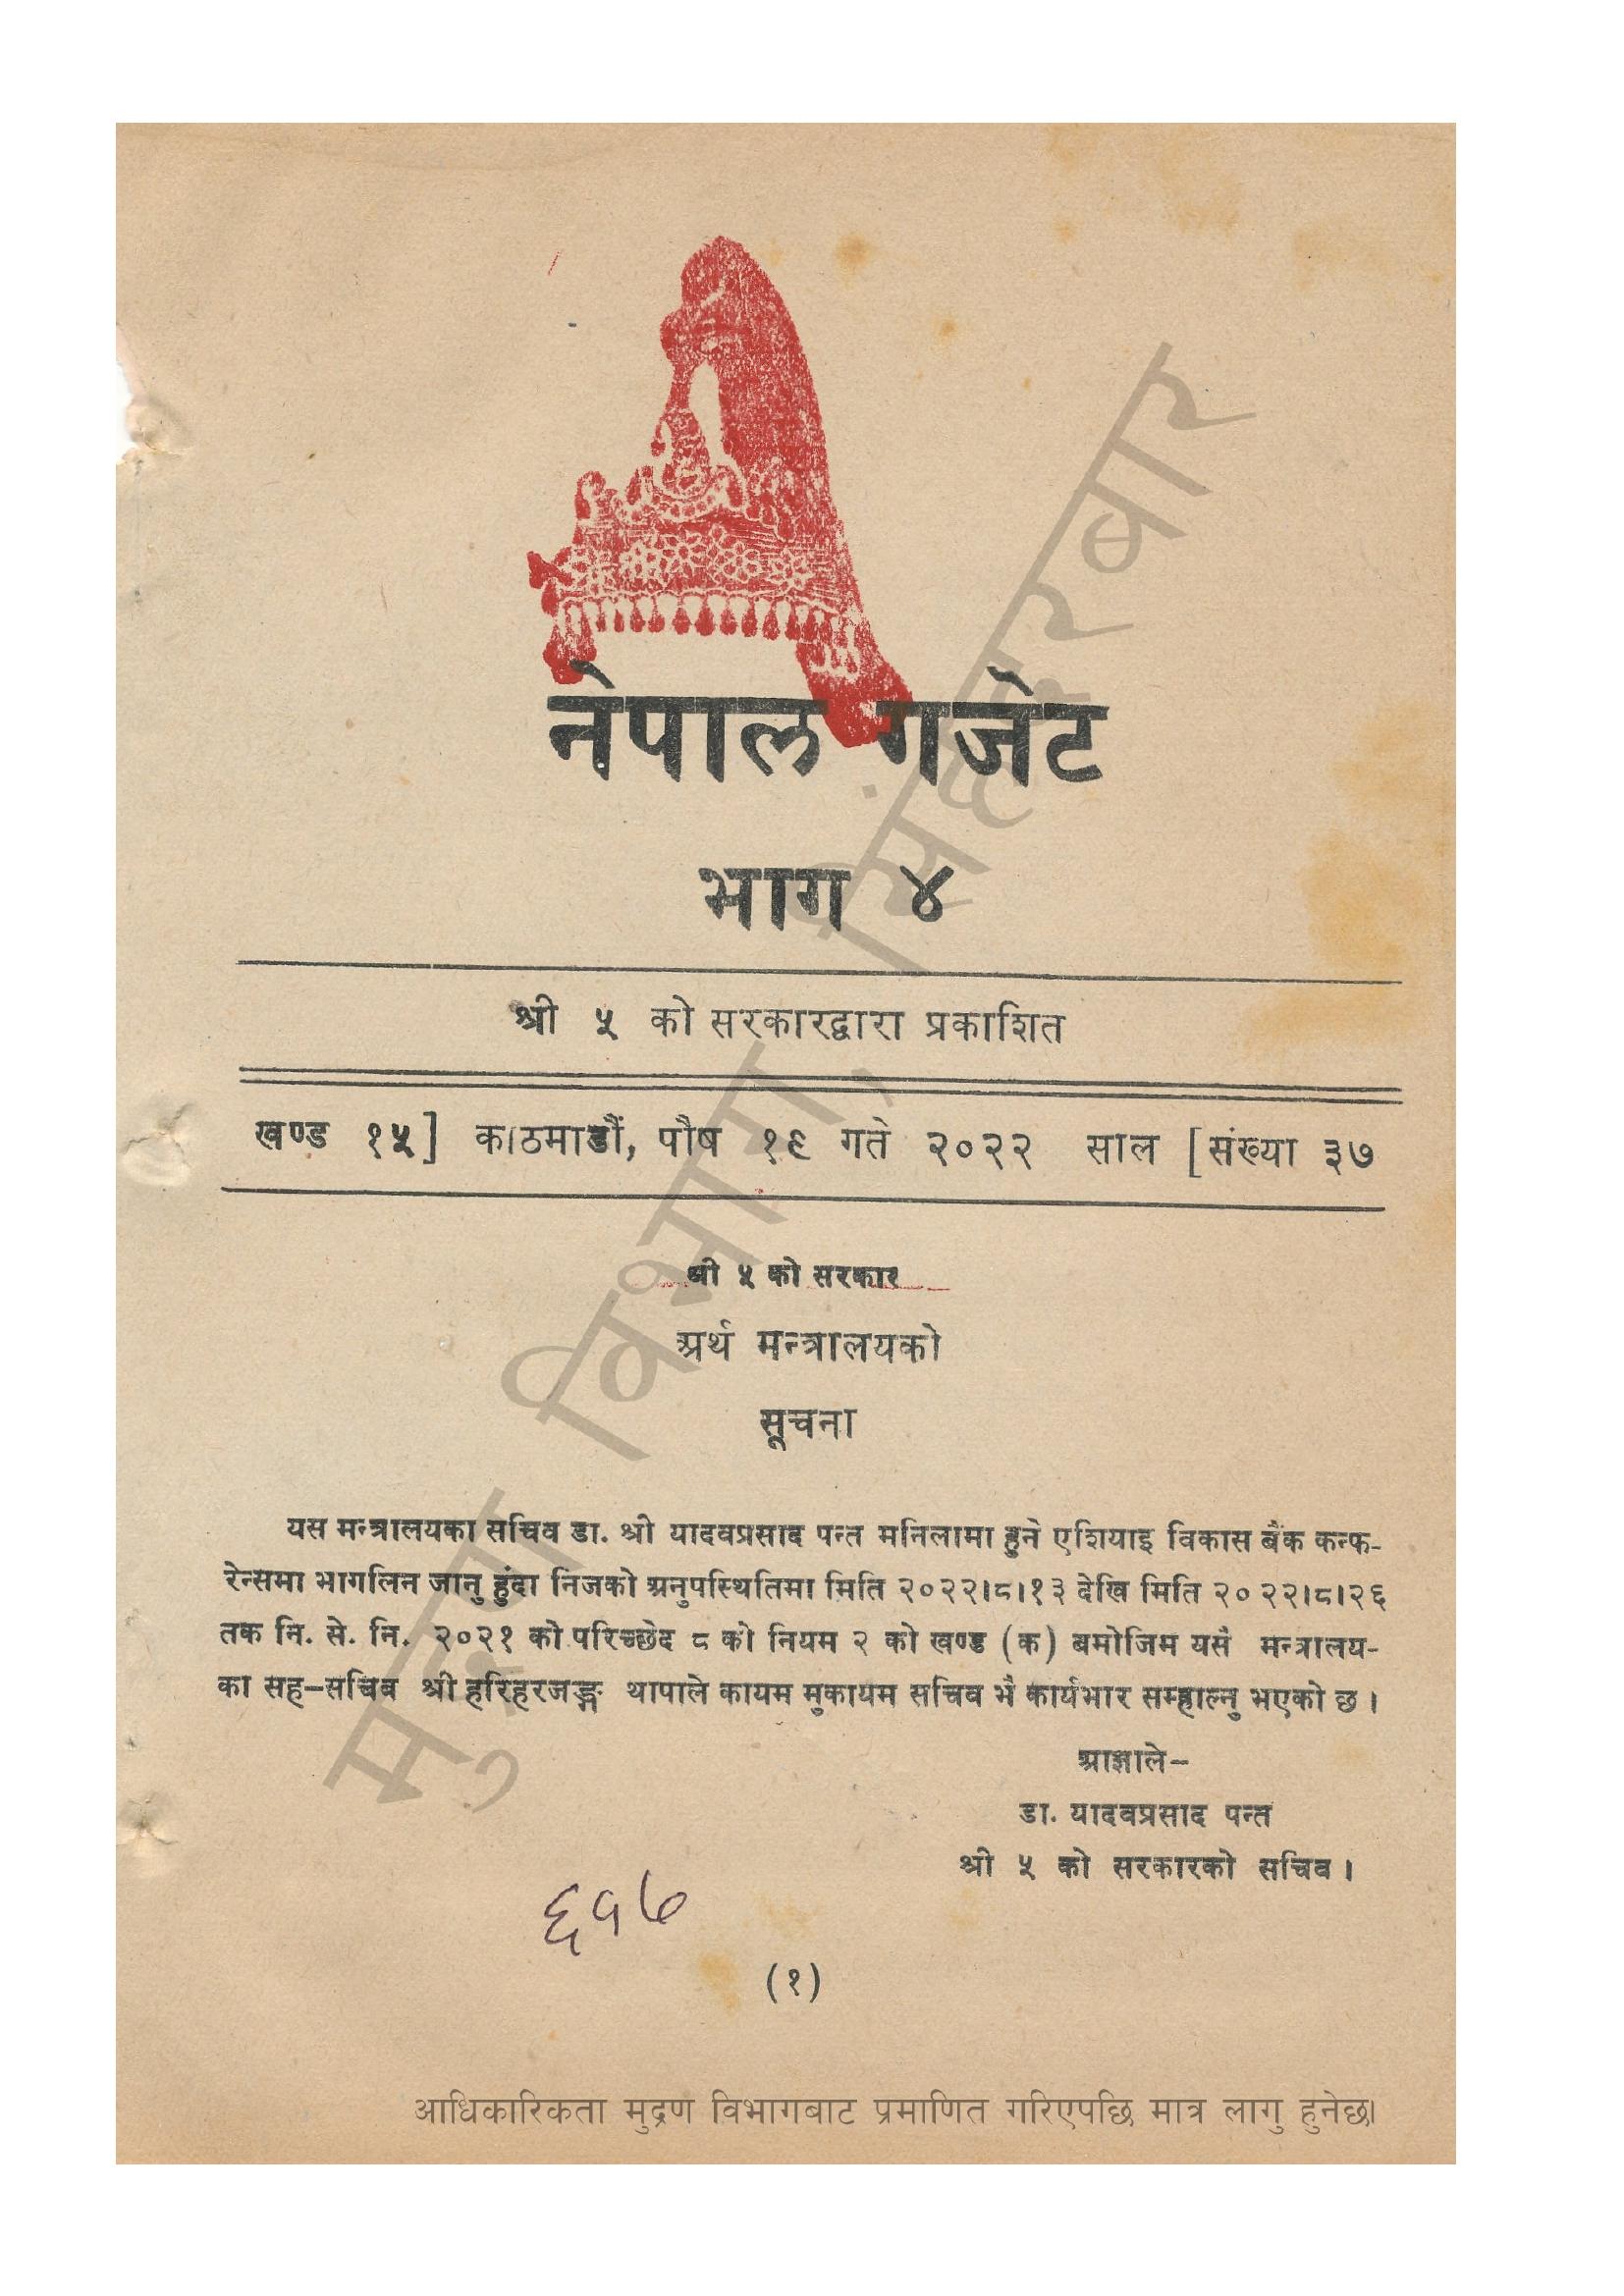 नेपाल गजेट
भाग ४
श्री ५ को सरकारद्वारा प्रकाशित
खण्ड १५] काठमाडौं, पौष १९ गते २०२२ साल [संख्या ३७
श्री ५ को सरकार
अर्थ मन्त्रालयको
सूचना
यस मन्त्रालयका सचिव डा. श्री यादवप्रसाद पन्त मनिलामा हुने एशियाइ विकास बैंक कन्फ-
रेन्समा भागलिन जानु हुंदा निजको अनुपस्थितिमा मिति २०२२।८।१३ देखि मिति २०२२।८।२६
तक नि. से. नि. २०२१ को परिच्छेद ८ को नियम २ को खण्ड (क) बमोजिम यसै मन्त्रालय-
का सह-सचिव श्री हरिहरजङ्ग थापाले कायम मुकायम सचिव भै कार्यभार सम्हाल्नु भएको छ ।
आज्ञाले-
डा. यादवप्रसाद पन्त
श्री ५ को सरकारको सचिव ।
६१७
(१)
मुद्रण विभाग, सिंहदरबार
आधिकारिकता मुद्रण विभागबाट प्रमाणित गरिएपछि मात्र लागु हुनेछ।